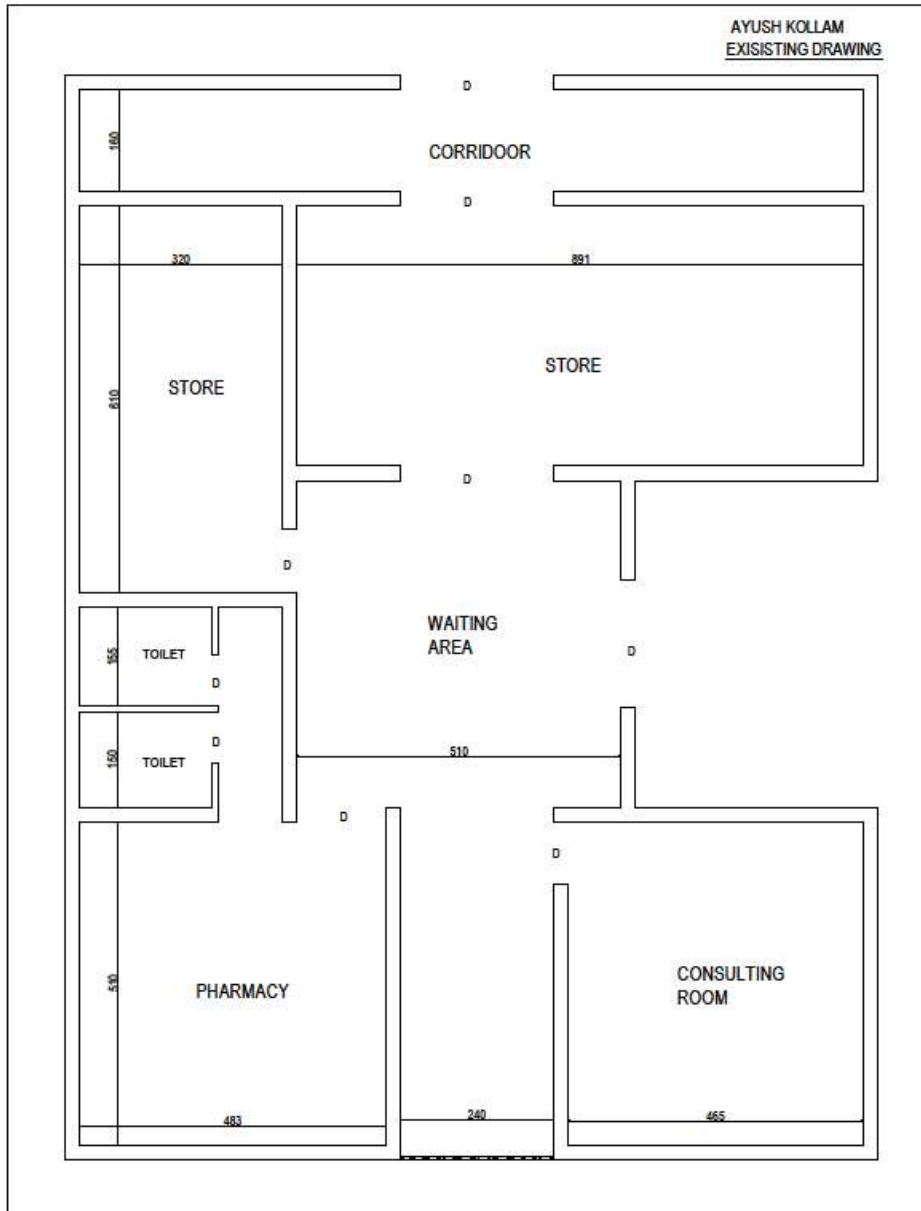 AYUSH KOLLAM
EXISISTING DRAWING
D
160
CORRIDOOR
D
320
891
STORE
STORE
610
D
D
WAITING
AREA
155
TOILET
D
D
D
150
TOILET
510
D
D
PHARMACY
CONSULTING
ROOM
510
483
240
465